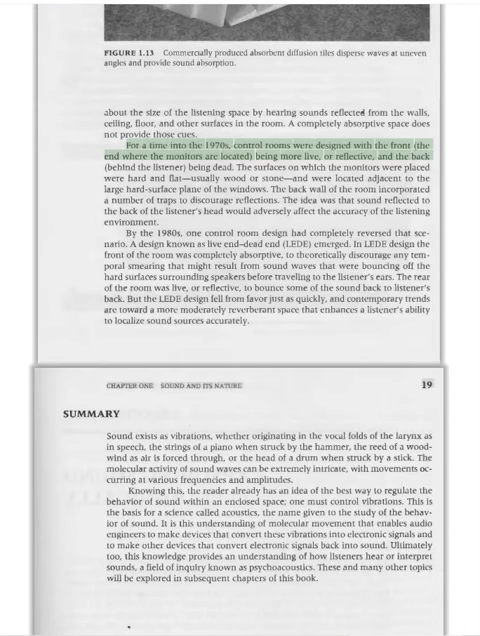 FIGURE 1.13 Commercially produced absorbent diffusion tiles disperse waves at uneven
angles and provide sound absorption.
about the size of the listening space by hearing sounds reflected from the walls,
ceiling, floor, and other surfaces in the room. A completely absorptive space does
not provide those cues.
For a time into the 1970s, control rooms were designed with the front (the
end where the monitors are located) being more live, or reflective, and the back
(behind the listener) being dead. The surfaces on which the monitors were placed
were hard and flat—usually wood or stone—and were located adjacent to the
large hard-surface plane of the windows. The back wall of the room incorporated
a number of traps to discourage reflections. The idea was that sound reflected to
the back of the listener's head would adversely affect the accuracy of the listening
environment.
By the 1980s, one control room design had completely reversed that sce-
nario. A design known as live end–dead end (LEDE) emerged. In LEDE design the
front of the room was completely absorptive, to theoretically discourage any tem-
poral smearing that might result from sound waves that were bouncing off the
hard surfaces surrounding speakers before traveling to the listener's ears. The rear
of the room was live, or reflective, to bounce some of the sound back to listener's
back. But the LEDE design fell from favor just as quickly, and contemporary trends
are toward a more moderately reverberant space that enhances a listener's ability
to localize sound sources accurately.
CHAPTER ONE SOUND AND ITS NATURE 19
SUMMARY
Sound exists as vibrations, whether originating in the vocal folds of the larynx as
in speech, the strings of a piano when struck by the hammer, the reed of a wood-
wind as air is forced through, or the head of a drum when struck by a stick. The
molecular activity of sound waves can be extremely intricate, with movements oc-
curring at various frequencies and amplitudes.
Knowing this, the reader already has an idea of the best way to regulate the
behavior of sound within an enclosed space; one must control vibrations. This is
the basis for a science called acoustics, the name given to the study of the behav-
ior of sound. It is this understanding of molecular movement that enables audio
engineers to make devices that convert these vibrations into electronic signals and
to make other devices that convert electronic signals back into sound. Ultimately
too, this knowledge provides an understanding of how listeners hear or interpret
sounds, a field of inquiry known as psychoacoustics. These and many other topics
will be explored in subsequent chapters of this book.